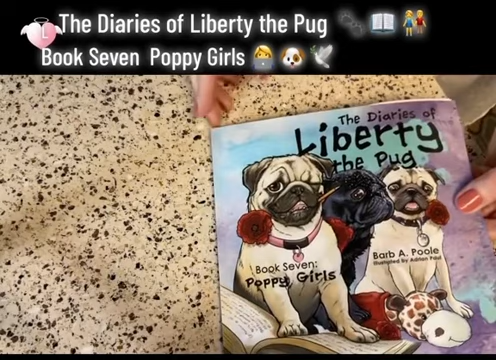 L The Diaries of Liberty the Pug 🦴 📖 👭
Book Seven Poppy Girls 👩‍💻 🐶 🕊️
The Diaries of
Liberty
the Pug
Barb A. Poole
Book Seven:
Poppy Girls